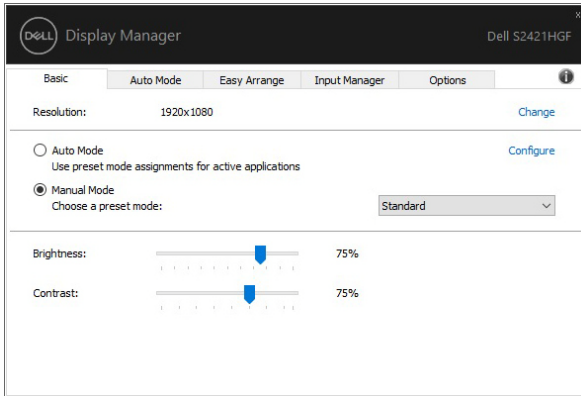 DELL Display Manager Dell S2421HGF
Basic Auto Mode Easy Arrange Input Manager Options
Resolution: 1920x1080 Change
Auto Mode Configure
Use preset mode assignments for active applications
Manual Mode
Choose a preset mode: Standard
Brightness: 75%
Contrast: 75%